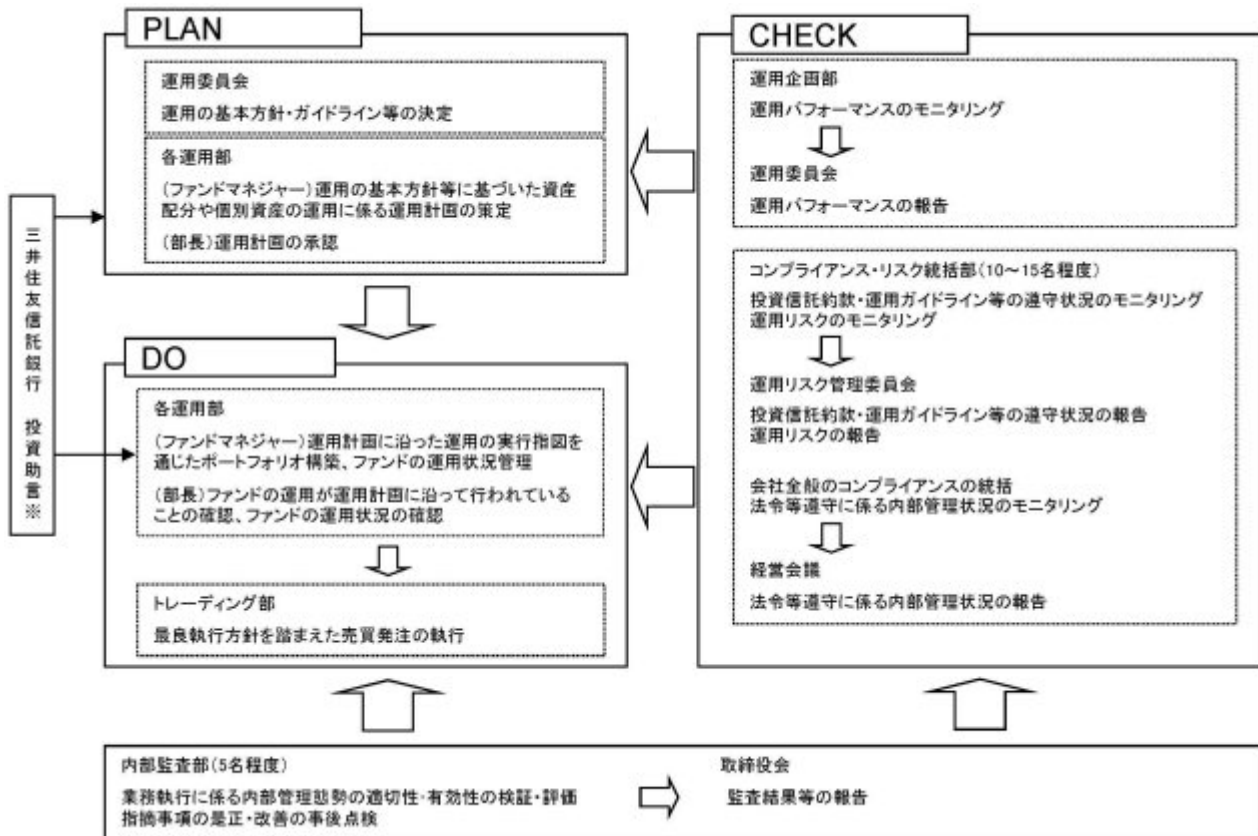 PLAN
運用委員会
運用の基本方針・ガイドライン等の決定
各運用部
(ファンドマネジャー)運用の基本方針等に基づいた資産
配分や個別資産の運用に係る運用計画の策定
(部長)運用計画の承認
三井住友信託銀行 投資助言※
DO
各運用部
(ファンドマネジャー)運用計画に沿った運用の実行指図を
通じたポートフォリオ構築、ファンドの運用状況管理
(部長)ファンドの運用が運用計画に沿って行われている
ことの確認、ファンドの運用状況の確認
トレーディング部
最良執行方針を踏まえた売買発注の執行
CHECK
運用企画部
運用パフォーマンスのモニタリング
運用委員会
運用パフォーマンスの報告
コンプライアンス・リスク統括部(10~15名程度)
投資信託約款・運用ガイドライン等の遵守状況のモニタリング
運用リスクのモニタリング
運用リスク管理委員会
投資信託約款・運用ガイドライン等の遵守状況の報告
運用リスクの報告
会社全般のコンプライアンスの統括
法令等遵守に係る内部管理状況のモニタリング
経営会議
法令等遵守に係る内部管理状況の報告
内部監査部(5名程度)
業務執行に係る内部管理態勢の適切性・有効性の検証・評価
指摘事項の是正・改善の事後点検
取締役会
監査結果等の報告